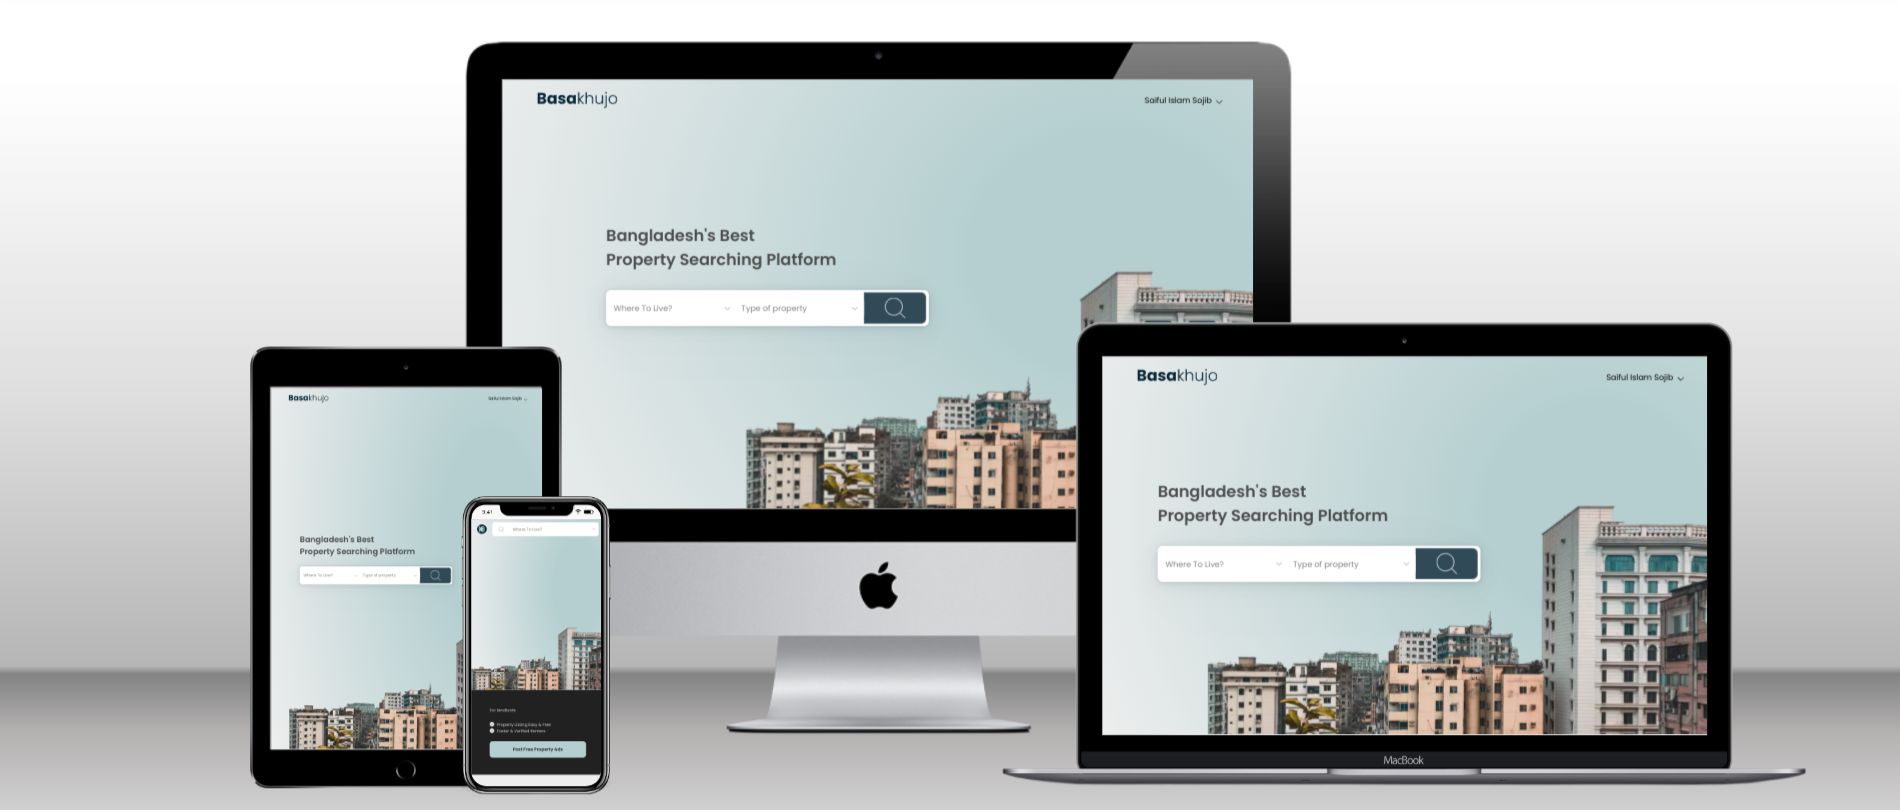 Basakhujo
Saiful Islam Sojib
Bangladesh's Best
Property Searching Platform
Where To Live?
Type of property
Basakhujo
Saiful Islam Sojib
Bangladesh's Best
Property Searching Platform
Where To Live?
Type of property
MacBook
Basakhujo
Saiful Islam Sojib
Bangladesh's Best
Property Searching Platform
Where To Live?
Type of property
9:41
Where To Live?
For landlords
Property Listing Easy & Free
Post Free Property Ads